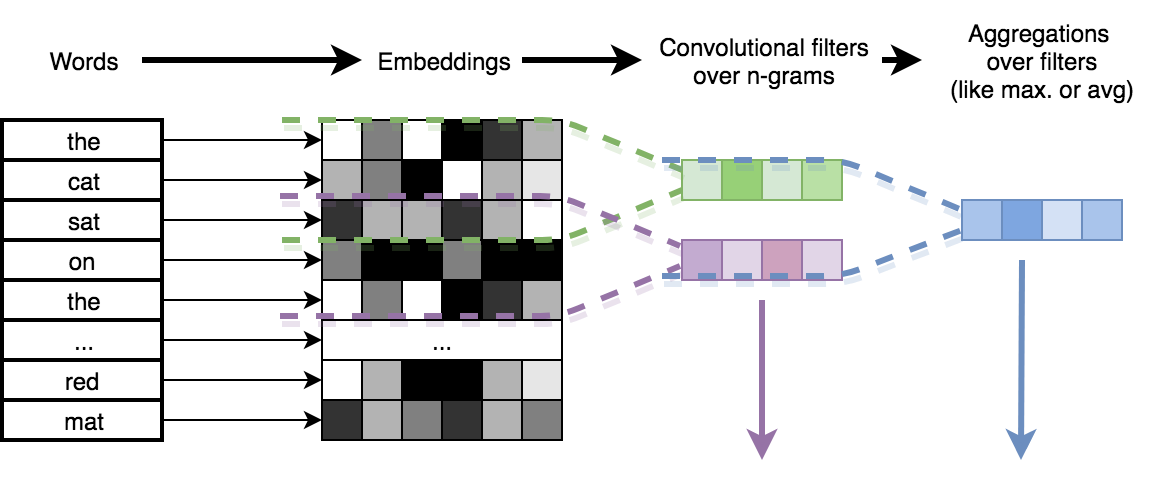 Words
Embeddings
Convolutional filters
over n-grams
Aggregations
over filters
(like max. or avg)
the
cat
sat
on
the
...
...
red
mat